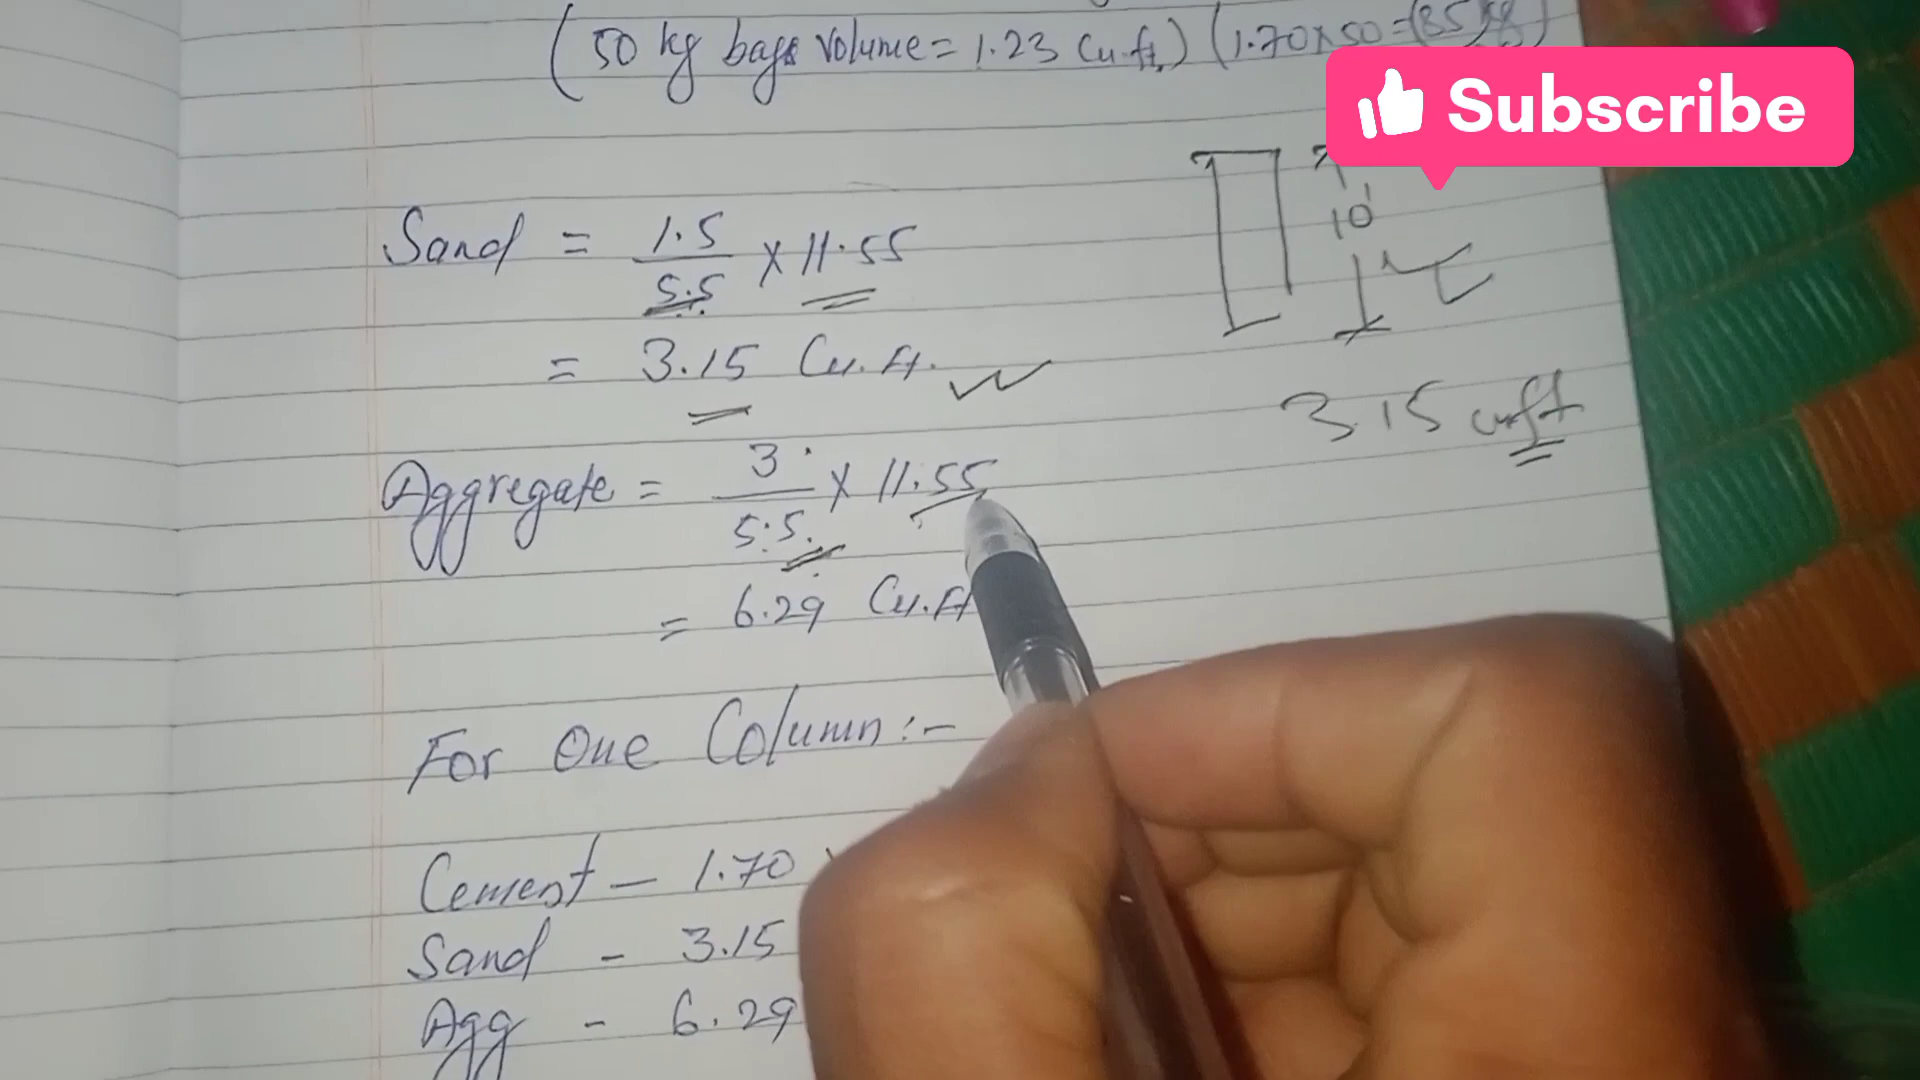 (50 kg bags Volume = 1.23 Cu.ft.) (1.70x50=(85 kg)
Subscribe
10'
Sand = 1.5/5.5 x 11.55
= 3.15 Cu.ft.
3.15 cuft
Aggregate = 3/5.5 x 11.55
= 6.29 Cu.ft
For One Column :-
Cement - 1.70
Sand - 3.15
Agg - 6.29